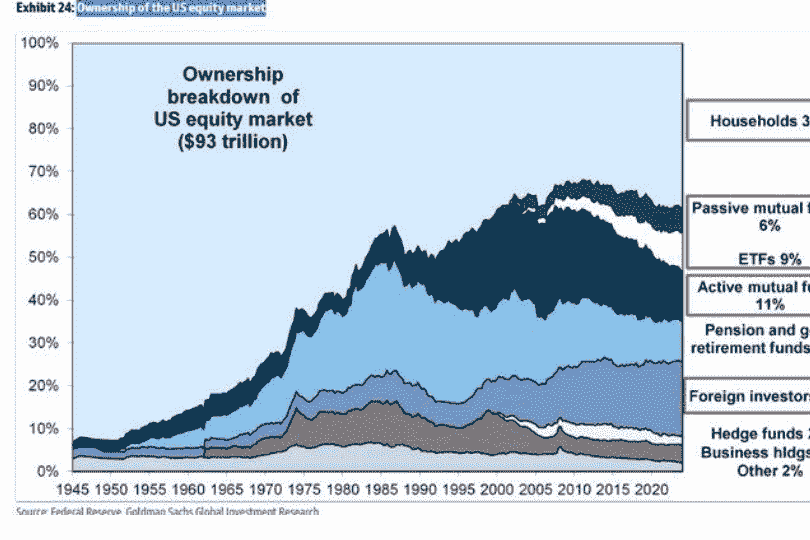 Exhibit 24: Ownership of the US equity market
100%
90%
80%
70%
60%
50%
40%
30%
20%
10%
0%
Ownership
breakdown of
US equity market
($93 trillion)
Households 3
Passive mutual f
6%
ETFs 9%
Active mutual fu
11%
Pension and g
retirement funds
Foreign investors
Hedge funds 2
Business hldgs
Other 2%
1945 1950 1955 1960 1965 1970 1975 1980 1985 1990 1995 2000 2005 2010 2015 2020
Source: Federal Reserve, Goldman Sachs Global Investment Research